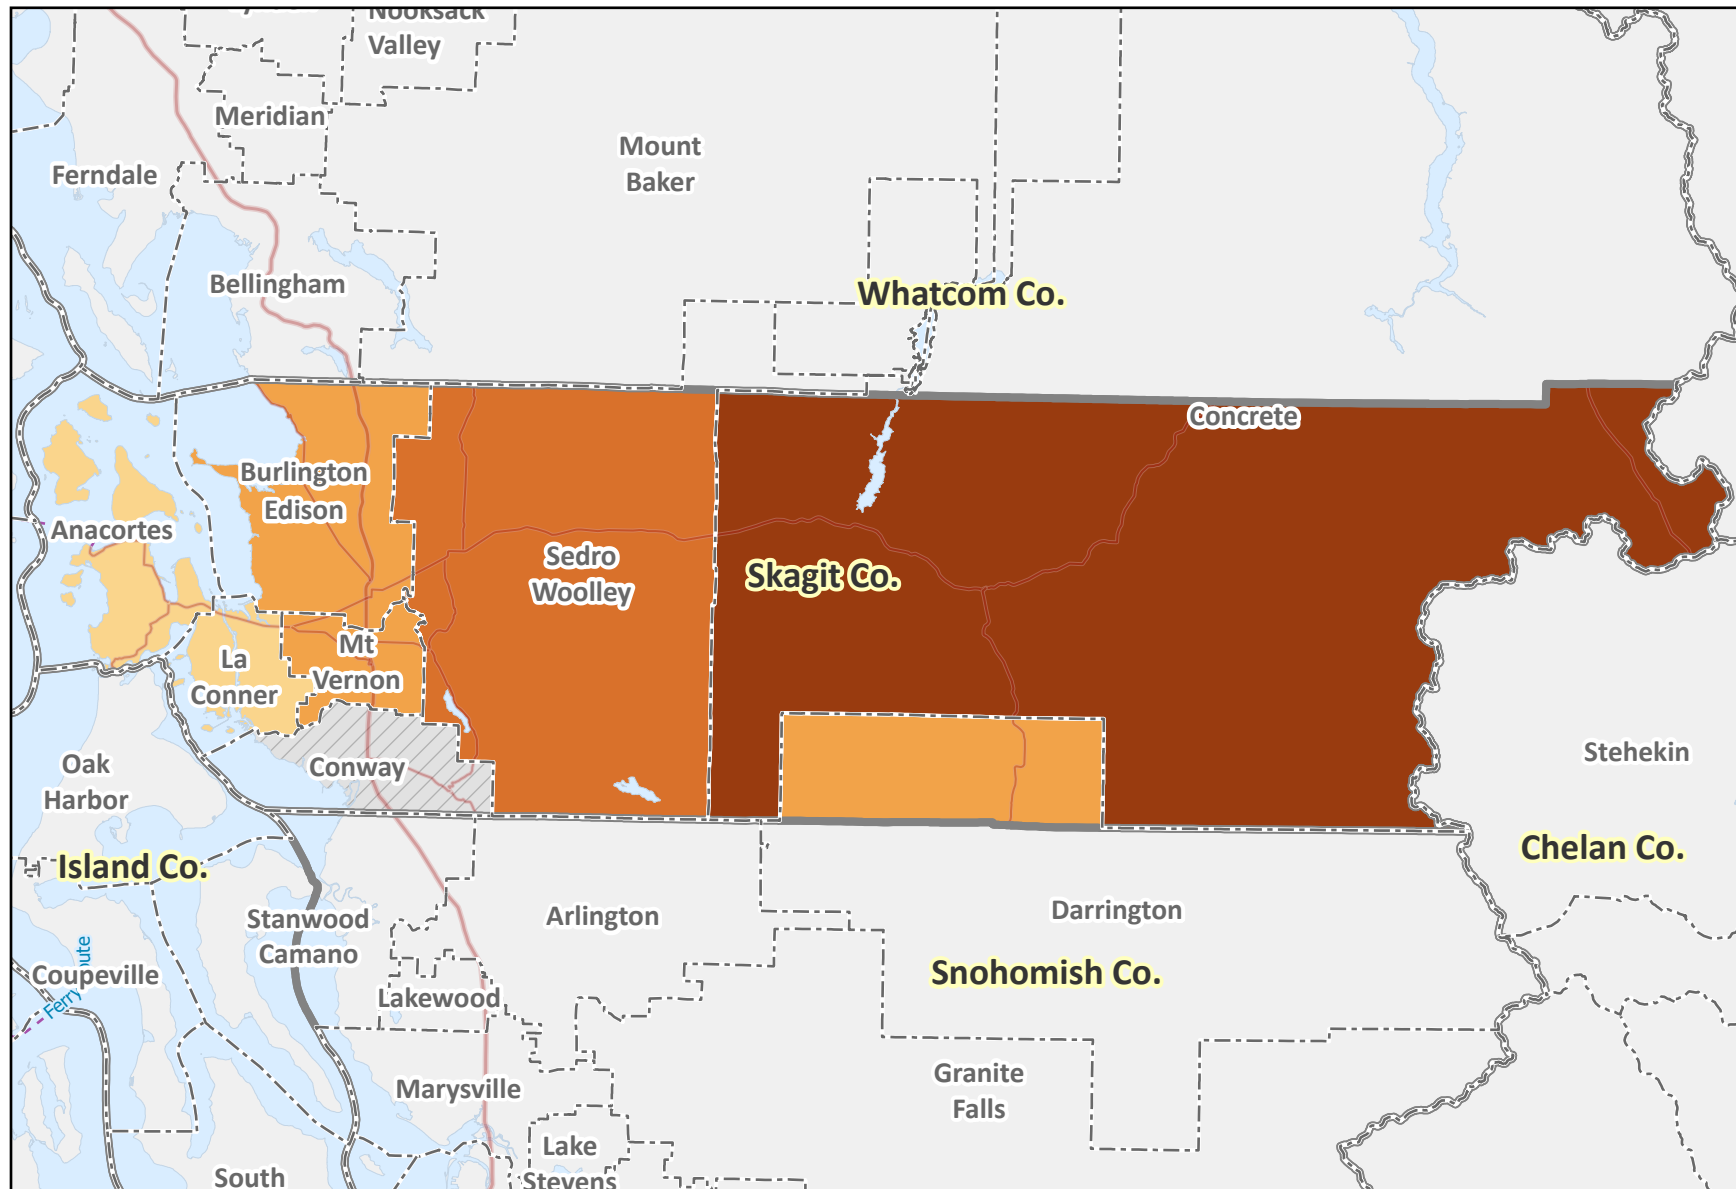 Nooksack
Valley
Meridian
Mount
Baker
Ferndale
Bellingham
Whatcom Co.
Concrete
Burlington
Edison
Anacortes
Sedro
Woolley
Skagit Co.
Mt
Vernon
La
Conner
Conway
Oak
Harbor
Stehekin
Island Co.
Chelan Co.
Stanwood
Camano
Arlington
Darrington
Coupeville
Ferry
Snohomish Co.
Lakewood
Marysville
Granite
Falls
Lake
Stevens
South